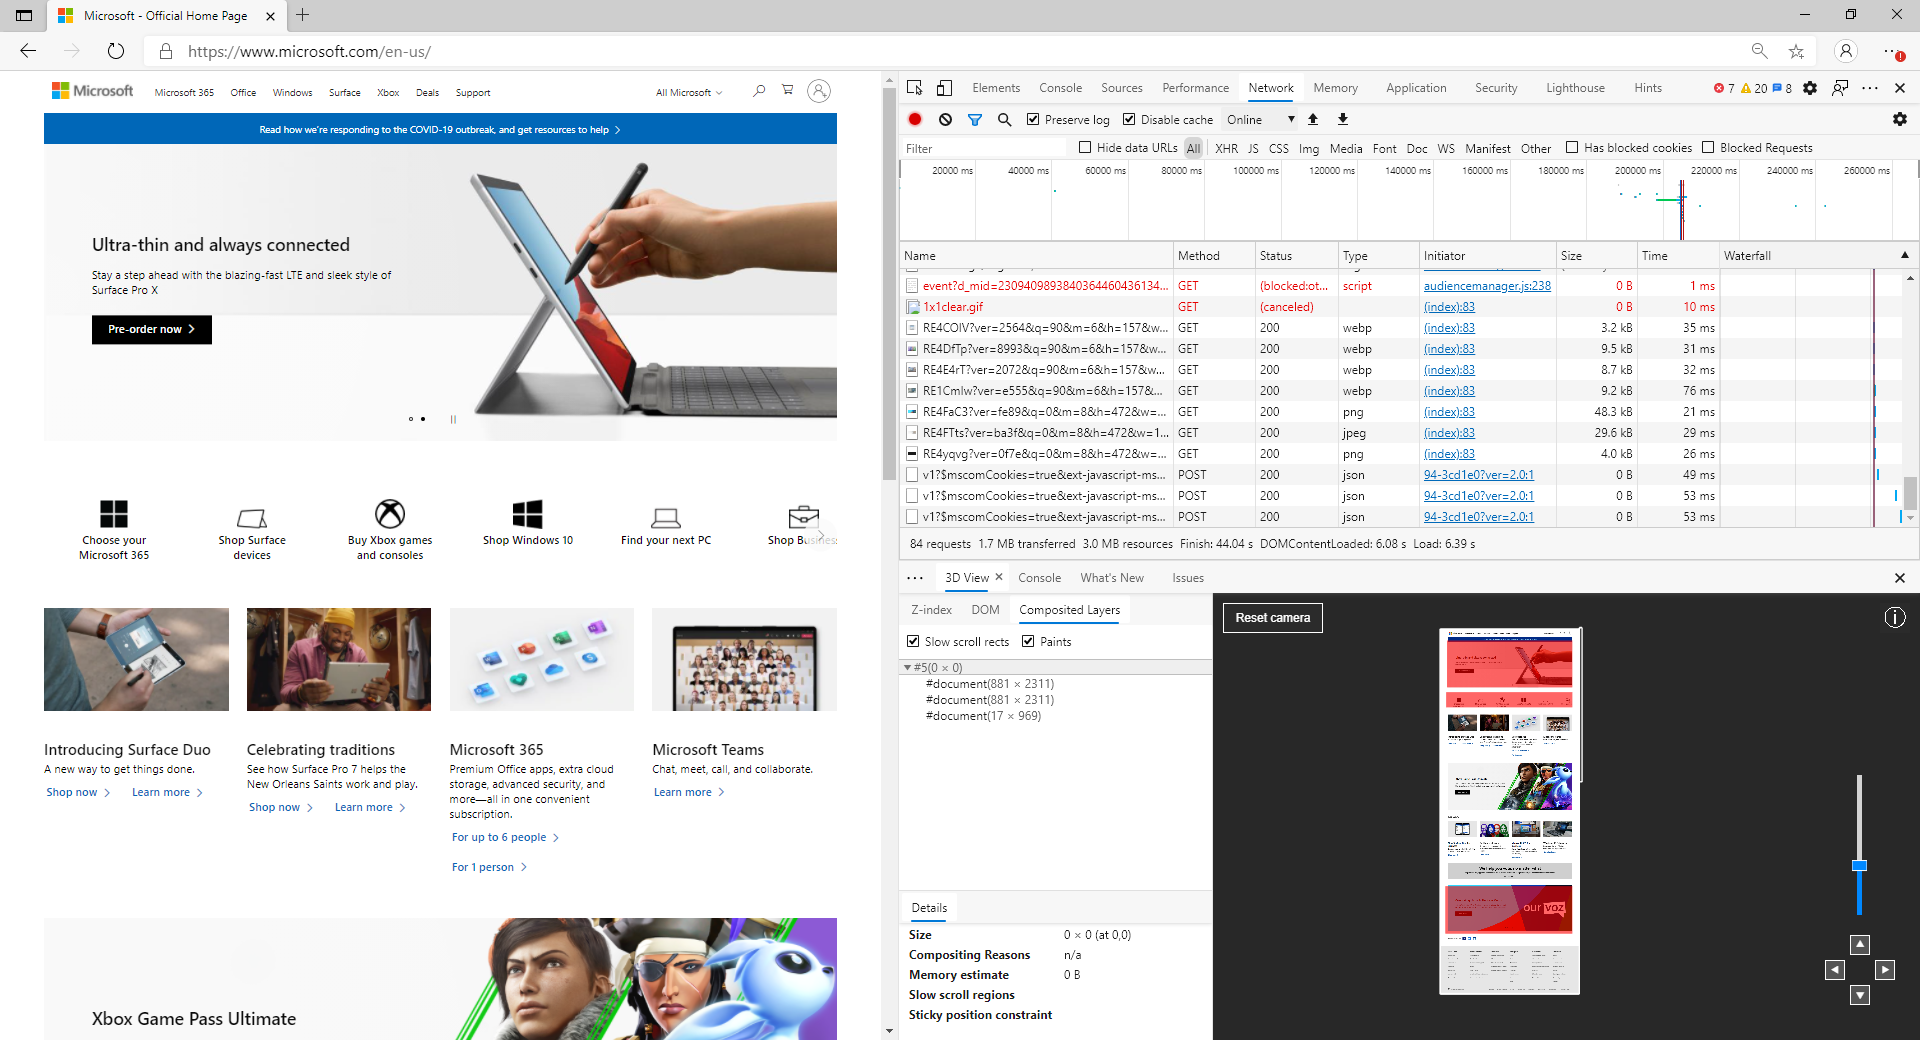 Microsoft - Official Home Page
https://www.microsoft.com/en-us/
Microsoft
Microsoft 365
Office
Windows
Surface
Xbox
Deals
Support
All Microsoft
Read how we're responding to the COVID-19 outbreak, and get resources to help
Ultra-thin and always connected
Stay a step ahead with the blazing-fast LTE and sleek style of
Surface Pro X
Pre-order now
Choose your
Microsoft 365
Shop Surface
devices
Buy Xbox games
and consoles
Shop Windows 10
Find your next PC
Shop Business
Introducing Surface Duo
A new way to get things done.
Shop now
Learn more
Celebrating traditions
See how Surface Pro 7 helps the
New Orleans Saints work and play.
Shop now
Learn more
Microsoft 365
Premium Office apps, extra cloud
storage, advanced security, and
more—all in one convenient
subscription.
For up to 6 people
For 1 person
Microsoft Teams
Chat, meet, call, and collaborate.
Learn more
Xbox Game Pass Ultimate
Elements Console Sources Performance Network Memory Application Security Lighthouse Hints 7 20 8
Preserve log Disable cache Online
Filter Hide data URLs All XHR JS CSS Img Media Font Doc WS Manifest Other Has blocked cookies Blocked Requests
20000 ms 40000 ms 60000 ms 80000 ms 100000 ms 120000 ms 140000 ms 160000 ms 180000 ms 200000 ms 220000 ms 240000 ms 260000 ms
Name Method Status Type Initiator Size Time Waterfall
event?d_mid=2309409893840364460436134... GET (blocked:ot... script audiencemanager.js:238 0 B 1 ms
1x1clear.gif GET (canceled) (index):83 0 B 10 ms
RE4COIV?ver=2564&q=90&m=6&h=157&w... GET 200 webp (index):83 3.2 kB 35 ms
RE4DfTp?ver=8993&q=90&m=6&h=157&w... GET 200 webp (index):83 9.5 kB 31 ms
RE4E4rT?ver=2072&q=90&m=6&h=157&w... GET 200 webp (index):83 8.7 kB 32 ms
RE1CmIw?ver=e555&q=90&m=6&h=157&... GET 200 webp (index):83 9.2 kB 76 ms
RE4FaC3?ver=fe89&q=0&m=8&h=472&w=... GET 200 png (index):83 48.3 kB 21 ms
RE4FTts?ver=ba3f&q=0&m=8&h=472&w=1... GET 200 jpeg (index):83 29.6 kB 29 ms
RE4yqvg?ver=0f7e&q=0&m=8&h=472&w=... GET 200 png (index):83 4.0 kB 26 ms
v1?$mscomCookies=true&ext-javascript-ms... POST 200 json 94-3cd1e0?ver=2.0:1 0 B 49 ms
v1?$mscomCookies=true&ext-javascript-ms... POST 200 json 94-3cd1e0?ver=2.0:1 0 B 53 ms
v1?$mscomCookies=true&ext-javascript-ms... POST 200 json 94-3cd1e0?ver=2.0:1 0 B 53 ms
84 requests 1.7 MB transferred 3.0 MB resources Finish: 44.04 s DOMContentLoaded: 6.08 s Load: 6.39 s
3D View Console What's New Issues
Z-index DOM Composited Layers
Slow scroll rects Paints
#5(0 × 0)
#document(881 × 2311)
#document(881 × 2311)
#document(17 × 969)
Details
Size 0 × 0 (at 0,0)
Compositing Reasons n/a
Memory estimate 0 B
Slow scroll regions
Sticky position constraint
Reset camera
our voz